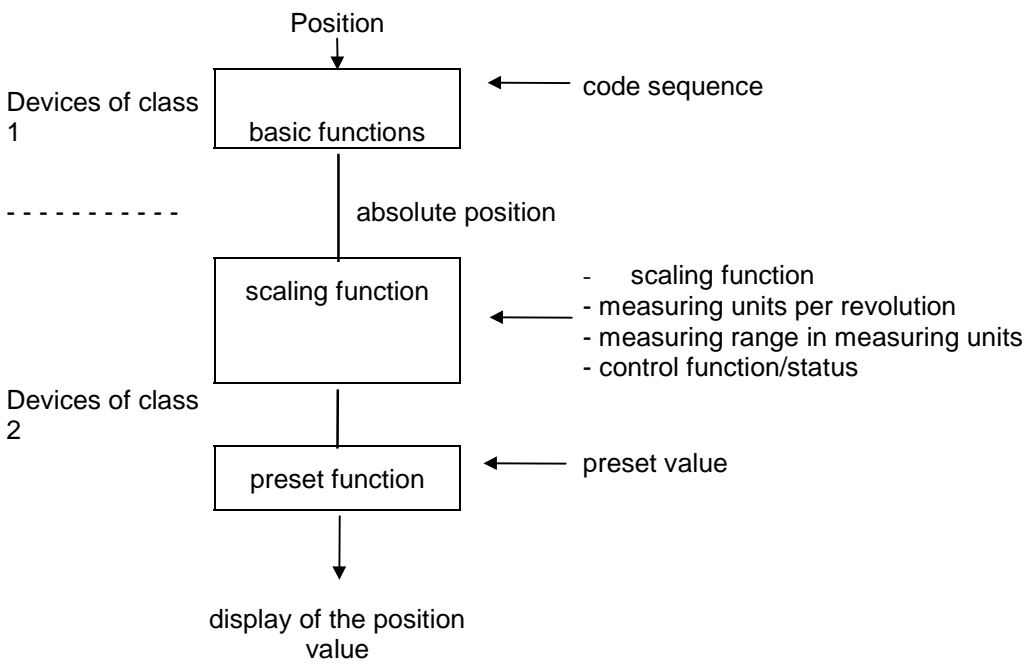 Position
Devices of class
1
basic functions
code sequence
- - - - - - - - - - -
absolute position
scaling function
- scaling function
- measuring units per revolution
- measuring range in measuring units
- control function/status
Devices of class
2
preset function
preset value
display of the position
value